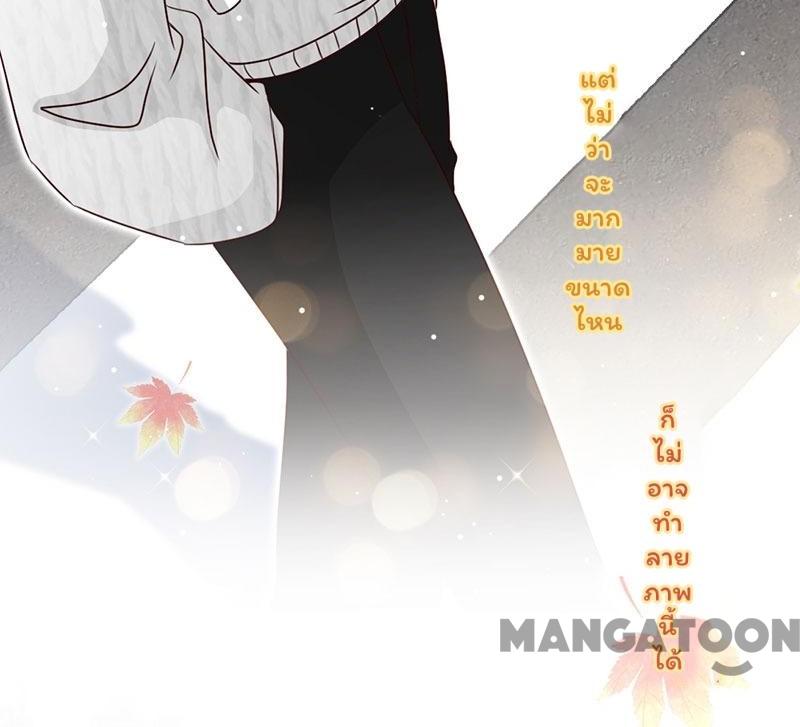 แต่
ไม่
ว่า
จะ
มาก
มาย
ขนาด
ไหน
ก็
ไม่
อาจ
ทำ
ลาย
ภาพ
นี้
ได้
MANGATOON